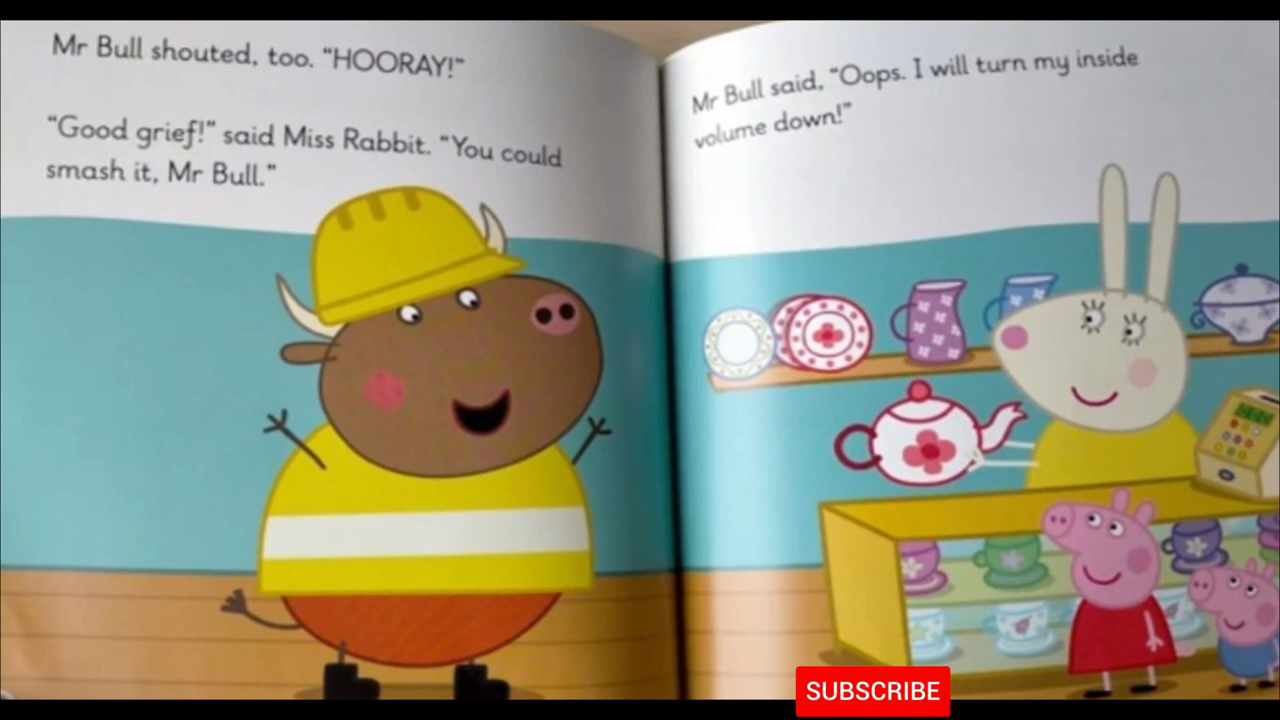 Mr Bull shouted, too. “HOORAY!”
“Good grief!” said Miss Rabbit. “You could
smash it, Mr Bull.”
Mr Bull said, “Oops. I will turn my inside
volume down!”
SUBSCRIBE